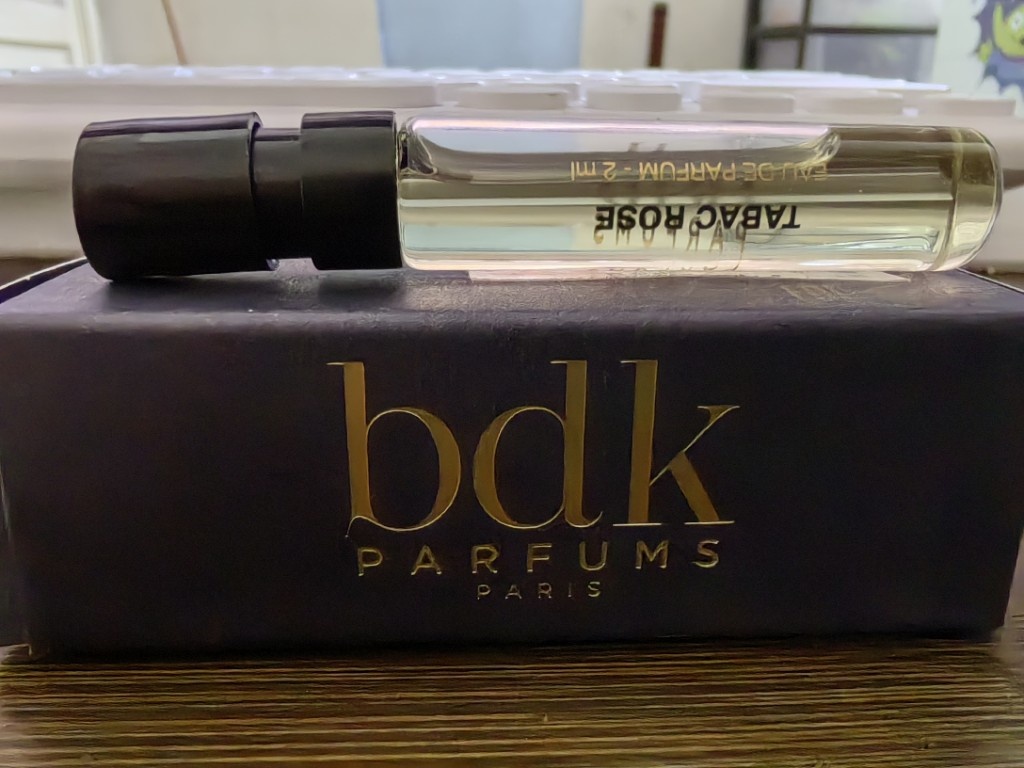 TABAC ROSE
EAU DE PARFUM - 2 ml
bdk
PARFUMS
PARIS